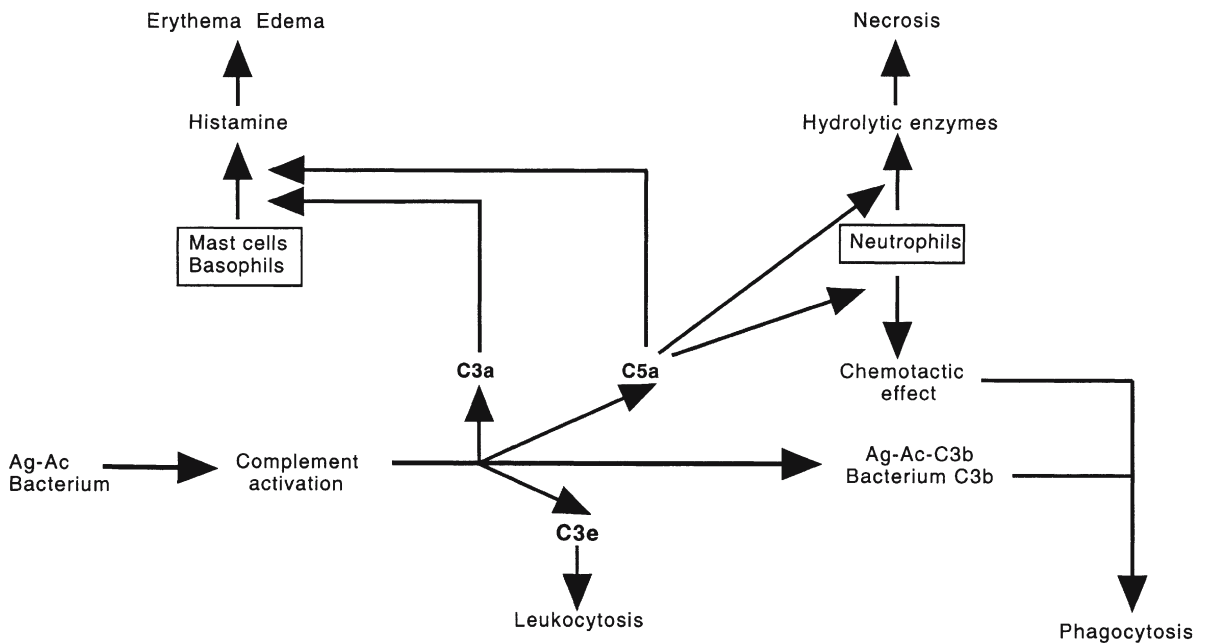 Erythema Edema
Necrosis
Histamine
Hydrolytic enzymes
Mast cells
Basophils
Neutrophils
C3a
C5a
Chemotactic
effect
Ag-Ac
Bacterium
Complement
activation
Ag-Ac-C3b
Bacterium C3b
C3e
Leukocytosis
Phagocytosis